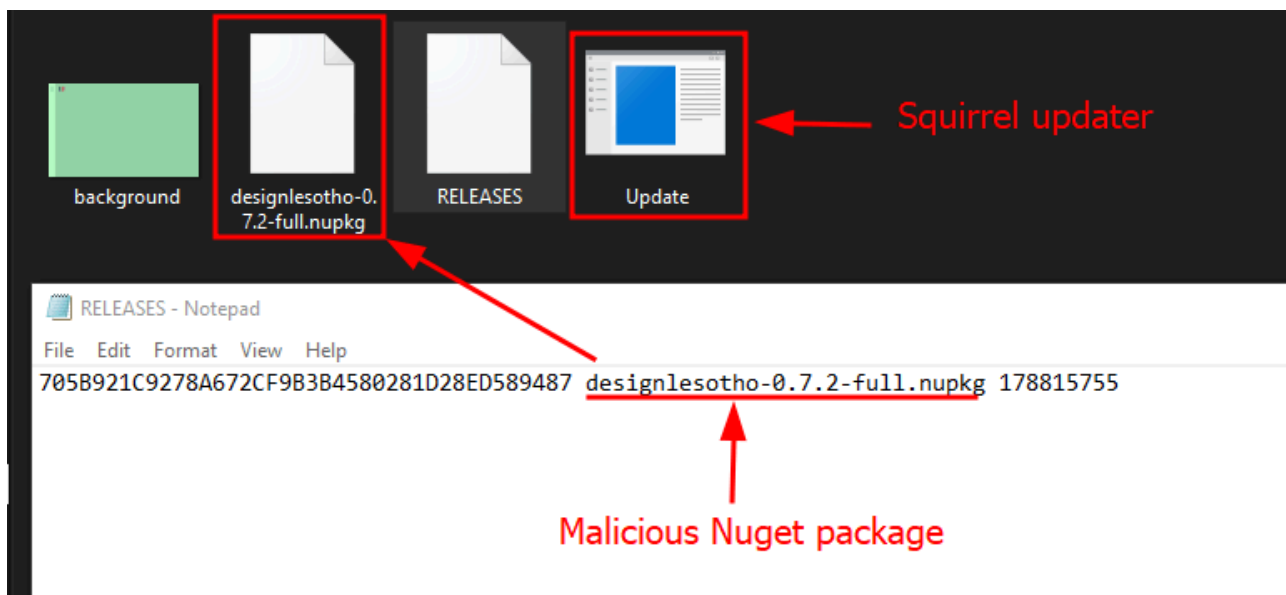 background
designlesotho-0.
7.2-full.nupkg
RELEASES
Update
Squirrel updater
RELEASES - Notepad
File Edit Format View Help
705B921C9278A672CF9B3B4580281D28ED589487 designlesotho-0.7.2-full.nupkg 178815755
Malicious Nuget package